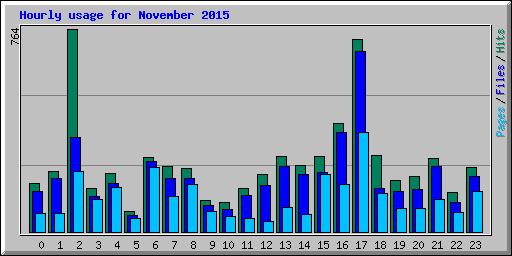 Hourly usage for November 2015
764
Pages / Files / Hits
0 1 2 3 4 5 6 7 8 9 10 11 12 13 14 15 16 17 18 19 20 21 22 23